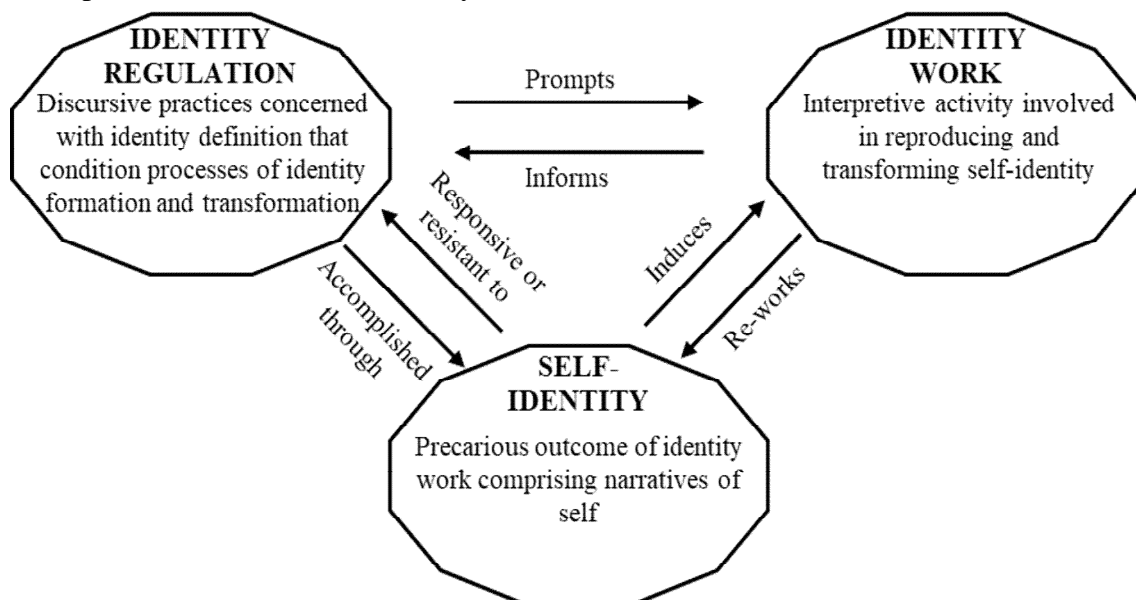 IDENTITY
REGULATION
Discursive practices concerned
with identity definition that
condition processes of identity
formation and transformation
Prompts
Informs
IDENTITY
WORK
Interpretive activity involved
in reproducing and
transforming self-identity
Responsive or
resistant to
Accomplished
through
Induces
Re-works
SELF-
IDENTITY
Precarious outcome of identity
work comprising narratives of
self